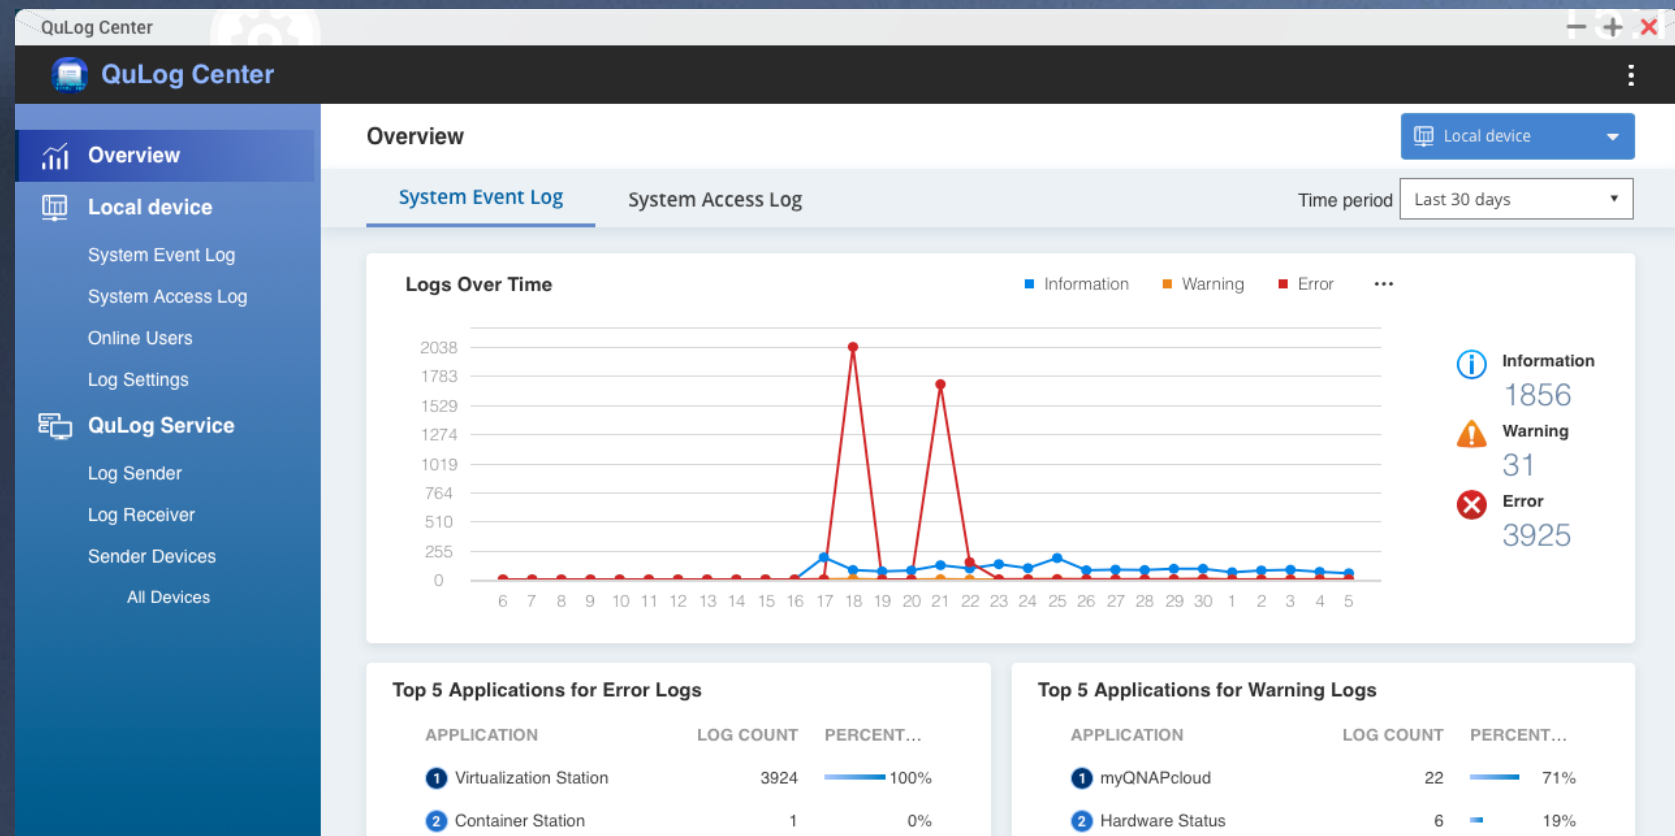 QuLog Center
QuLog Center
Overview
Local device
System Event Log
System Access Log
Online Users
Log Settings
QuLog Service
Log Sender
Log Receiver
Sender Devices
All Devices
Overview
Local device
System Event Log
System Access Log
Time period
Last 30 days
Logs Over Time
Information
Warning
Error
2038
1783
1529
1274
1019
764
510
255
0
6 7 8 9 10 11 12 13 14 15 16 17 18 19 20 21 22 23 24 25 26 27 28 29 30 1 2 3 4 5
Information
1856
Warning
31
Error
3925
Top 5 Applications for Error Logs
APPLICATION LOG COUNT PERCENT...
1 Virtualization Station 3924 100%
2 Container Station 1 0%
Top 5 Applications for Warning Logs
APPLICATION LOG COUNT PERCENT...
1 myQNAPcloud 22 71%
2 Hardware Status 6 19%